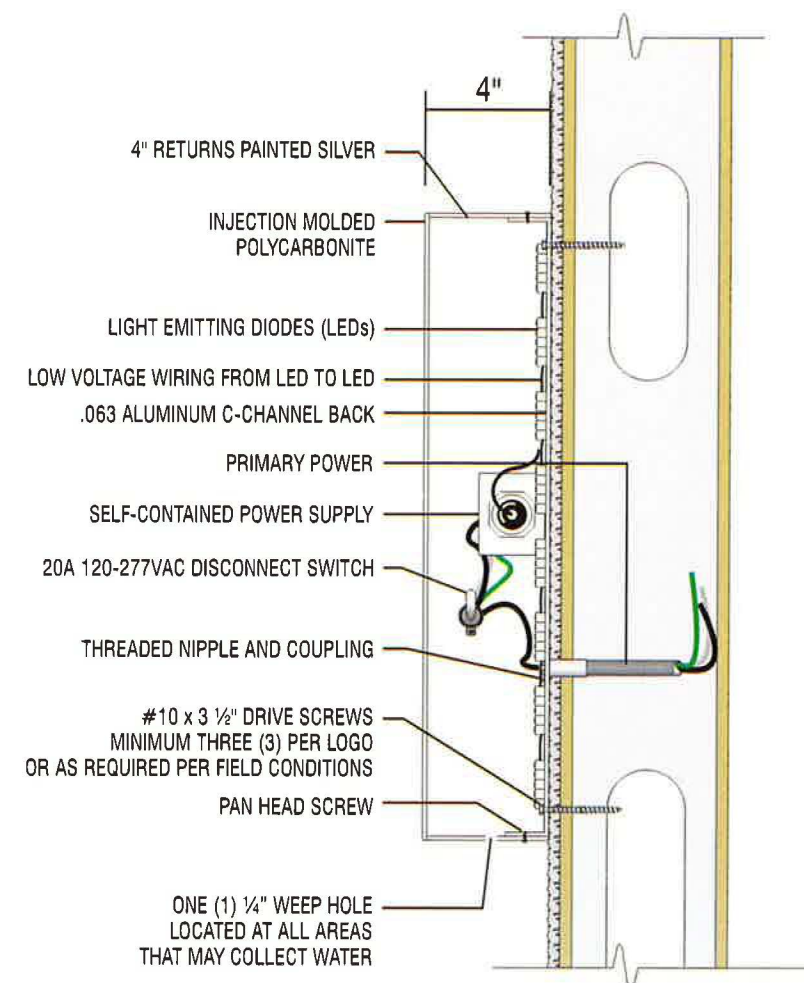 4"
4" RETURNS PAINTED SILVER
INJECTION MOLDED
POLYCARBONITE
LIGHT EMITTING DIODES (LEDs)
LOW VOLTAGE WIRING FROM LED TO LED
.063 ALUMINUM C-CHANNEL BACK
PRIMARY POWER
SELF-CONTAINED POWER SUPPLY
20A 120-277VAC DISCONNECT SWITCH
THREADED NIPPLE AND COUPLING
#10 x 3 ½" DRIVE SCREWS
MINIMUM THREE (3) PER LOGO
OR AS REQUIRED PER FIELD CONDITIONS
PAN HEAD SCREW
ONE (1) ¼" WEEP HOLE
LOCATED AT ALL AREAS
THAT MAY COLLECT WATER